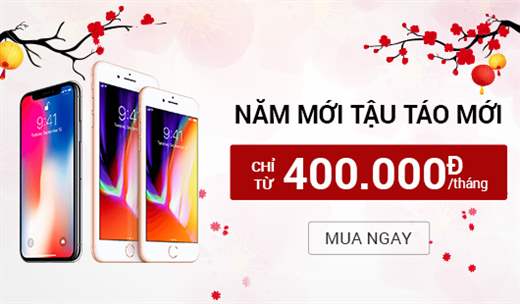 NĂM MỚI TẬU TÁO MỚI
CHỈ TỪ 400.000Đ/tháng
MUA NGAY
9:41
9:41
9:41